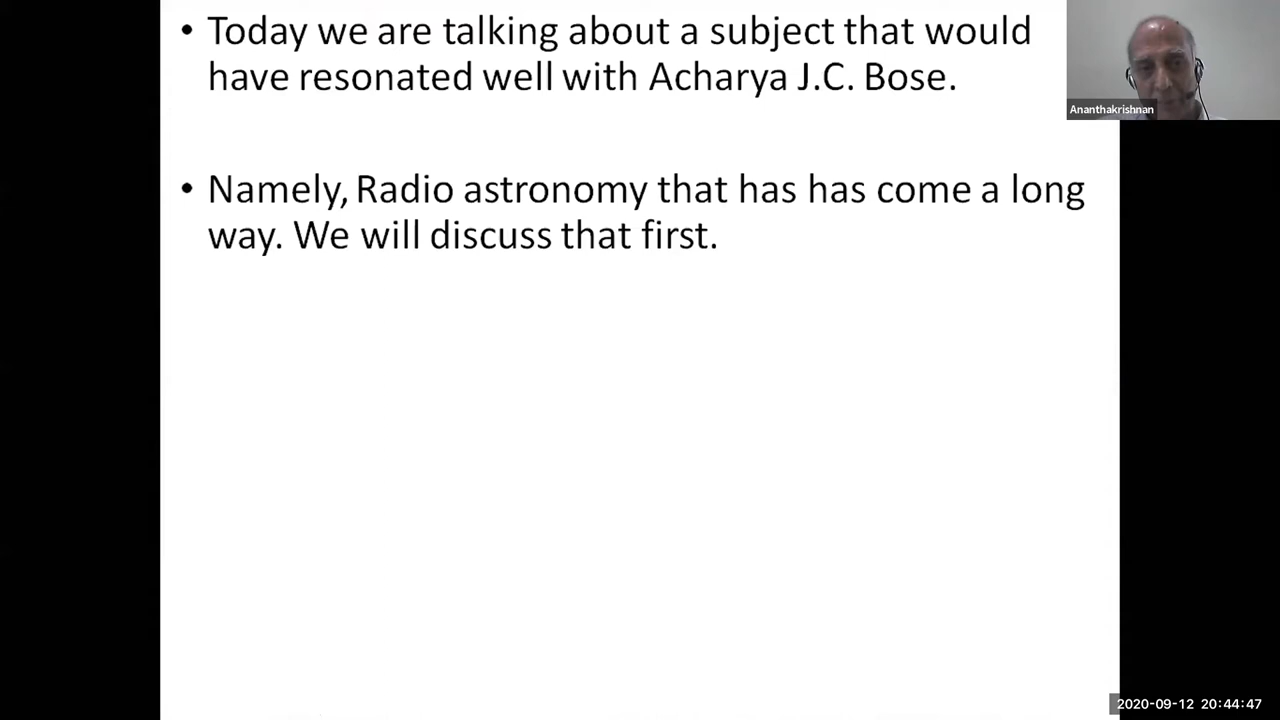 • Today we are talking about a subject that would
have resonated well with Acharya J.C. Bose.
Ananthakrishnan
• Namely, Radio astronomy that has has come a long
way. We will discuss that first.
2020-09-12 20:44:47